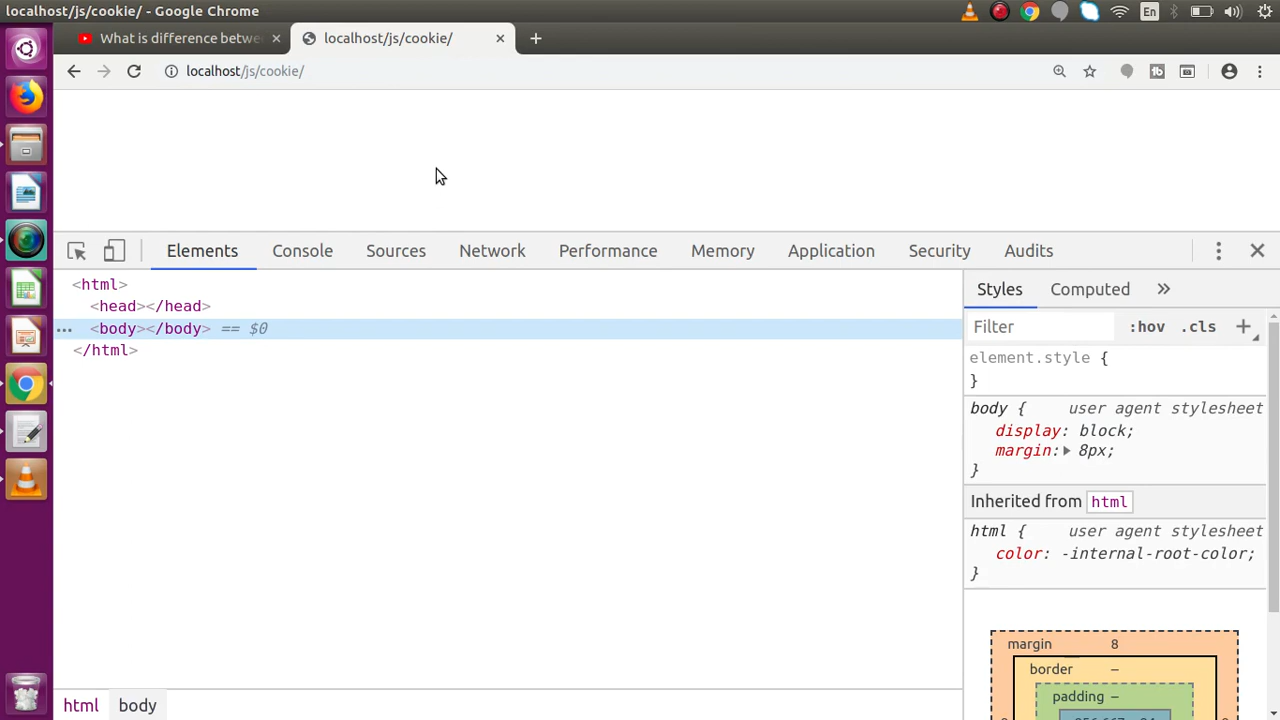 localhost/js/cookie/ - Google Chrome
En
What is difference betwe
localhost/js/cookie/
localhost/js/cookie/
Elements Console Sources Network Performance Memory Application Security Audits
<html>
<head></head>
... <body></body> == $0
</html>
html body
Styles Computed »
Filter :hov .cls +
element.style {
}
body { user agent stylesheet
display: block;
margin: 8px;
}
Inherited from html
html { user agent stylesheet
color: -internal-root-color;
}
margin 8
border –
padding –